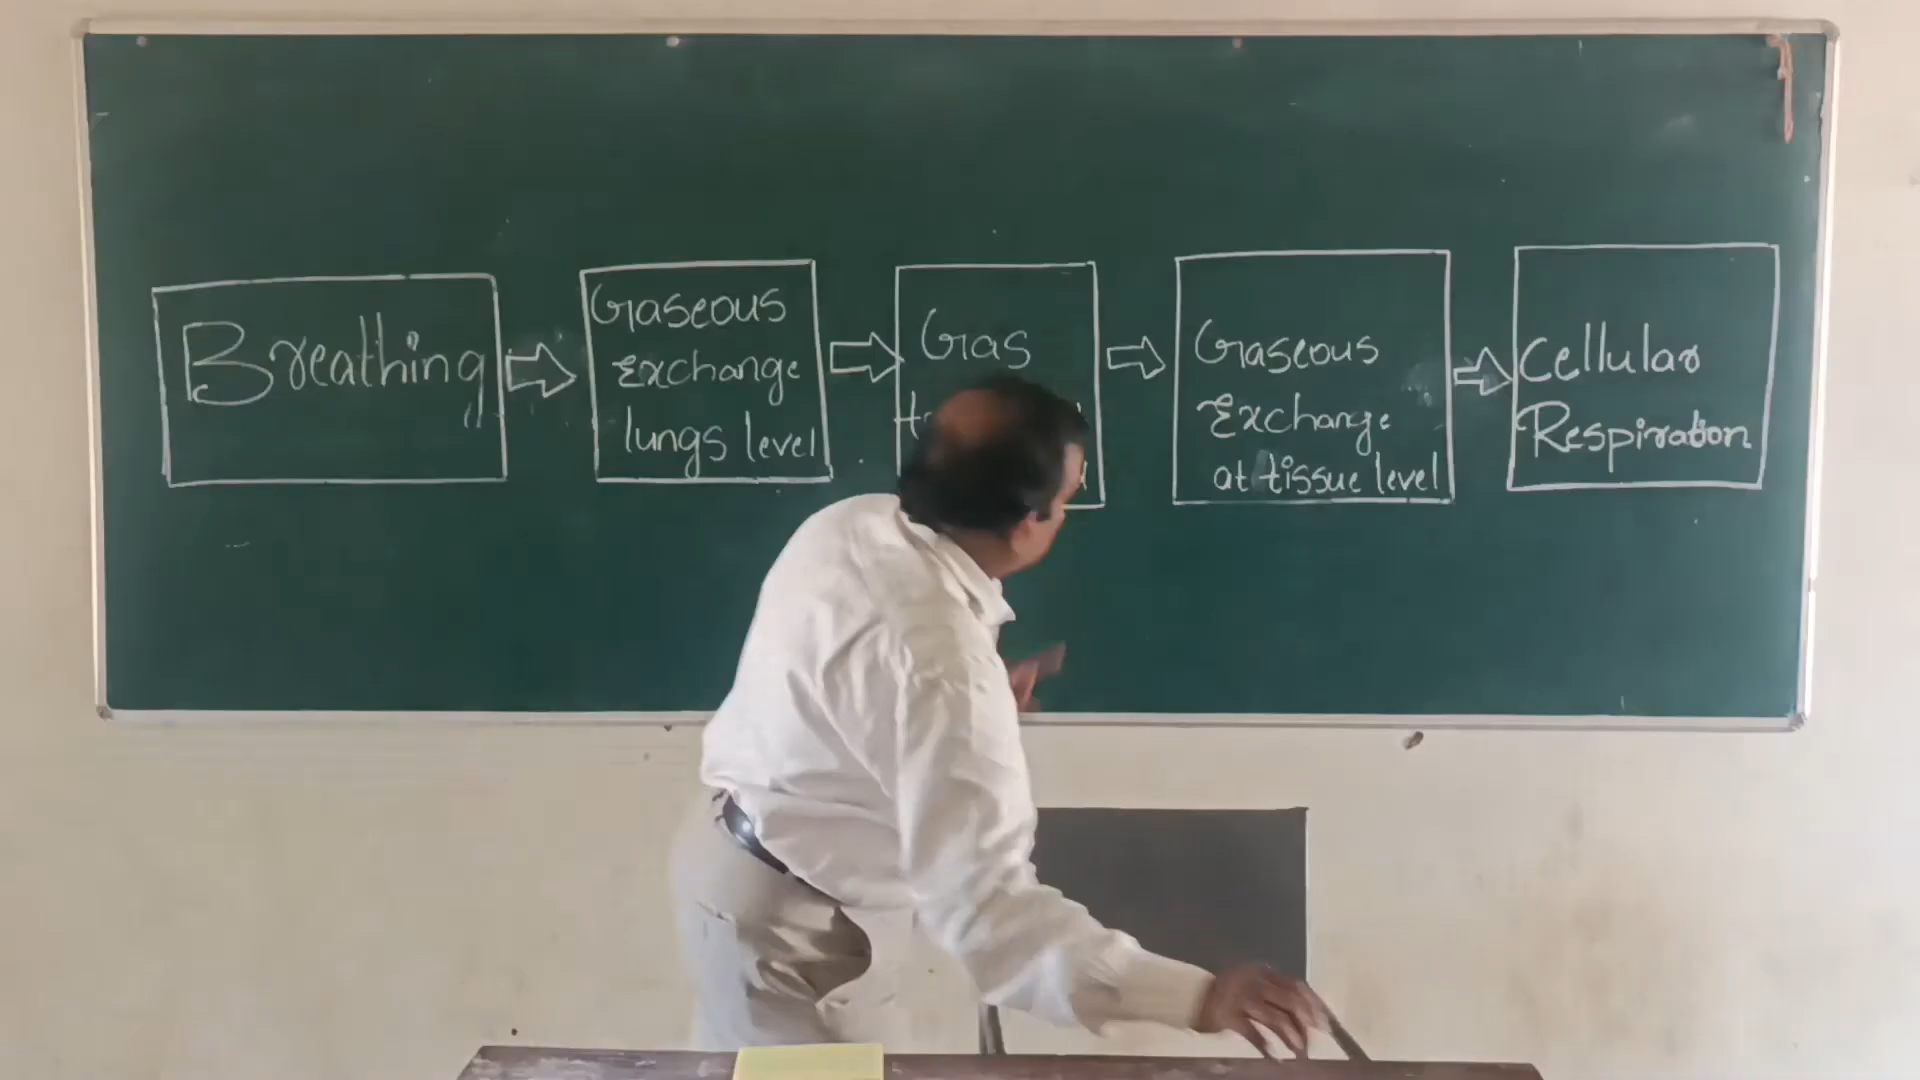 Breathing
Gaseous
Exchange
lungs level
Gas
Gaseous
Exchange
at tissue level
Cellular
Respiration